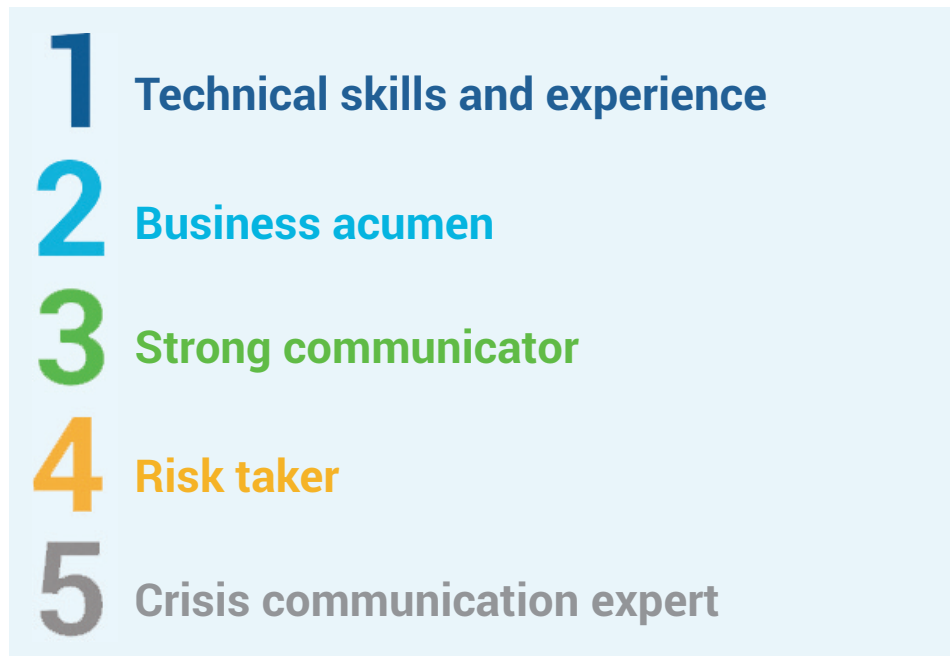 1 Technical skills and experience
2 Business acumen
3 Strong communicator
4 Risk taker
5 Crisis communication expert